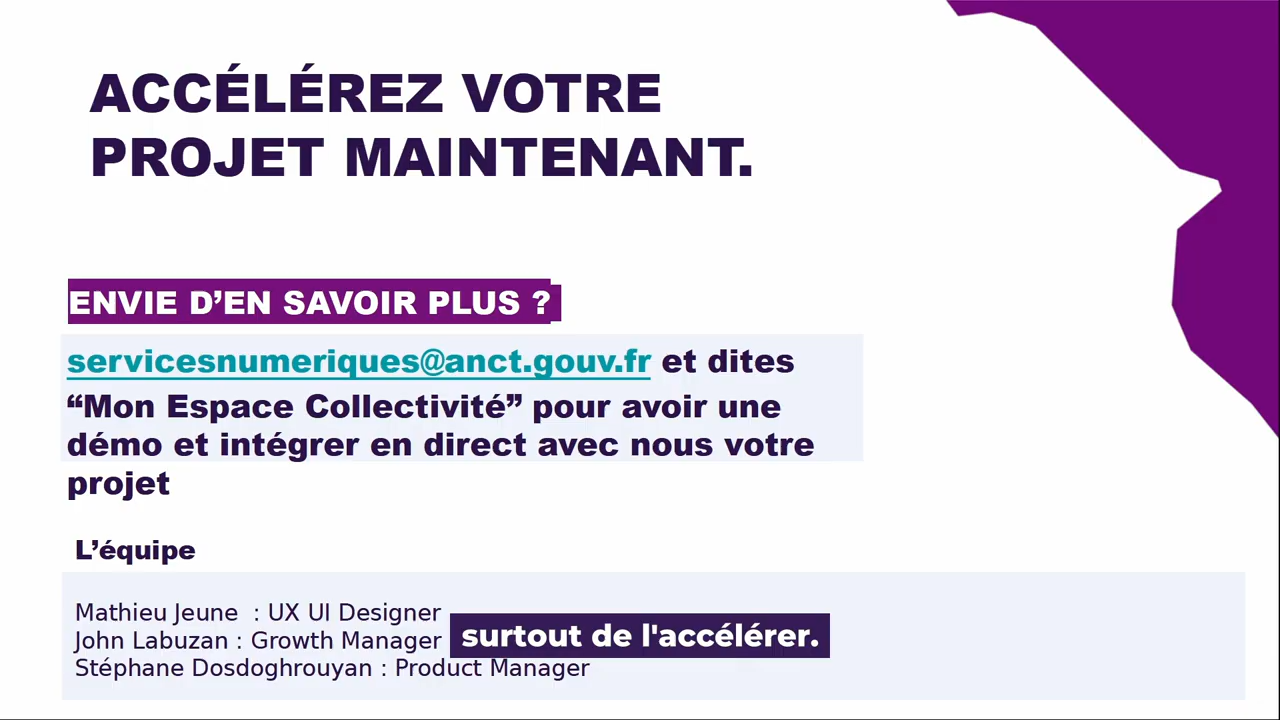 ACCÉLÉREZ VOTRE
PROJET MAINTENANT.
ENVIE D’EN SAVOIR PLUS ?
servicesnumeriques@anct.gouv.fr et dites
“Mon Espace Collectivité” pour avoir une
démo et intégrer en direct avec nous votre
projet
L’équipe
Mathieu Jeune : UX UI Designer
John Labuzan : Growth Manager
surtout de l'accélérer.
Stéphane Dosdoghrouyan : Product Manager